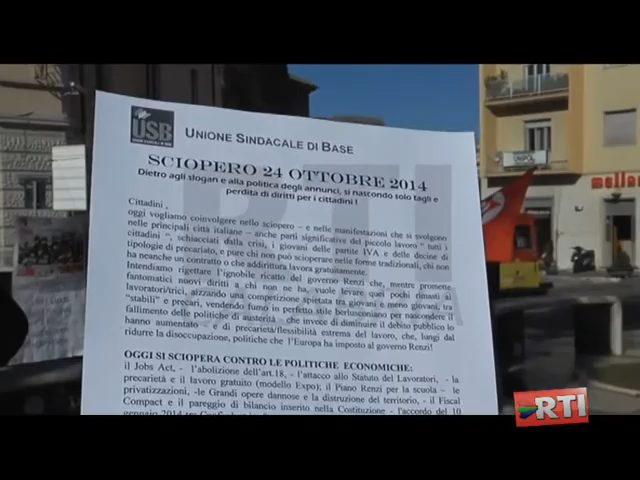 USB
UNIONE SINDACALE DI BASE
SCIOPERO 24 OTTOBRE 2014
Dietro agli slogan e alla politica degli annunci, si nascondo solo tagli e
perdita di diritti per i cittadini !
Cittadini ,
oggi vogliamo coinvolgere nello sciopero – e nelle manifestazioni che si svolgono
nelle principali città italiane – anche parti significative del piccolo lavoro – tutti i
cittadini “, schiacciati dalla crisi, i giovani delle partite IVA e delle decine di
tipologie di precariato, e pure chi non può scioperare nelle forme tradizionali, chi non
ha neanche un contratto o che addirittura lavora gratuitamente.
Intendiamo rigettare l’ignobile ricatto del governo Renzi che, mentre promette
fantomatici nuovi diritti a chi non ne ha, vuole levare quei pochi rimasti ai
lavoratori/trici, aizzando una competizione spietata tra giovani e meno giovani, tra
“stabili” e precari, vendendo fumo in perfetto stile berlusconiano per nascondere il
fallimento delle politiche di austerità – che invece di diminuire il debito pubblico lo
hanno aumentato – e di precarietà/flessibilità estrema del lavoro, che, lungi dal
ridurre la disoccupazione, politiche che l’Europa ha imposto al governo Renzi!
OGGI SI SCIOPERA CONTRO LE POLITICHE ECONOMICHE:
il Jobs Act, - l’abolizione dell’art.18, - l’attacco allo Statuto dei Lavoratori, - la
precarietà e il lavoro gratuito (modello Expo); il Piano Renzi per la scuola – le
privatizzazioni, -le Grandi opere dannose e la distruzione del territorio, - il Fiscal
Compact e il pareggio di bilancio inserito nella Costituzione - l’accordo del 10
gennaio 2014 tra
RTI